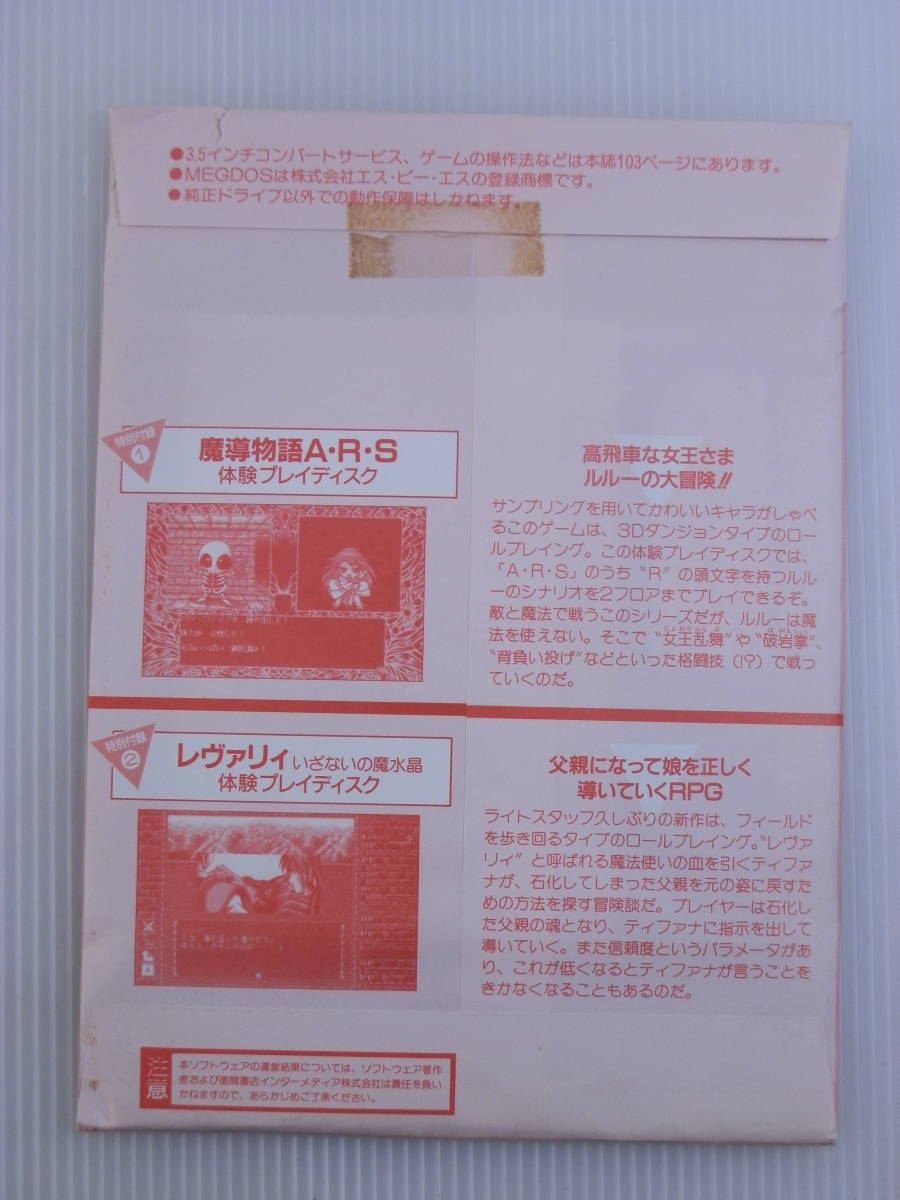 ●3.5インチコンバートサービス、ゲームの操作法などは本誌103ページにあります。
●MEGDOSは株式会社エス・ピー・エスの登録商標です。
●純正ドライブ以外での動作保障はしかねます。
特別付録
1
魔導物語A・R・S
体験プレイディスク
高飛車な女王さま
ルルーの大冒険!!
サンプリングを用いてかわいいキャラがしゃべ
るこのゲームは、3Dダンジョンタイプのロー
ルプレイング。この体験プレイディスクでは、
「A・R・S」のうち“R”の頭文字を持つルル
ーのシナリオを2フロアまでプレイできるぞ。
敵と魔法で戦うこのシリーズだが、ルルーは魔
法を使えない。そこで“女王乱舞”や“破岩掌”、
“背負い投げ”などといった格闘技(!?)で戦っ
ていくのだ。
特別付録
2
レヴァリィ いざないの魔水晶
体験プレイディスク
父親になって娘を正しく
導いていくRPG
ライトスタッフ久しぶりの新作は、フィールド
を歩き回るタイプのロールプレイング。“レヴァ
リィ”と呼ばれる魔法使いの血を引くティファ
ナが、石化してしまった父親を元の姿に戻すた
めの方法を探す冒険談だ。プレイヤーは石化し
た父親の魂となり、ティファナに指示を出して
導いていく。また信頼度というパラメータがあ
り、これが低くなるとティファナが言うことを
きかなくなることもあるのだ。
注意
本ソフトウェアの運営結果については、ソフトウェア著作
者および徳間書店インターメディア株式会社は責任を負い
かねますので、あらかじめご了承ください。